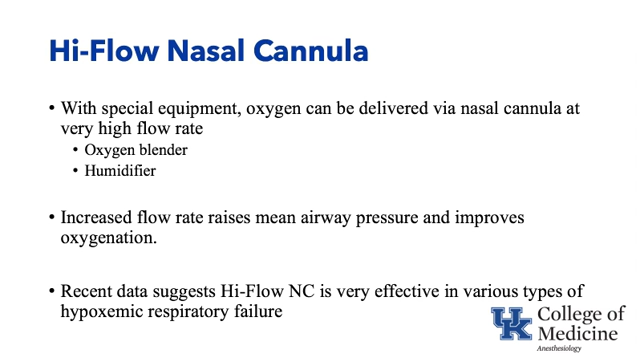 Hi-Flow Nasal Cannula
• With special equipment, oxygen can be delivered via nasal cannula at
very high flow rate
• Oxygen blender
• Humidifier
• Increased flow rate raises mean airway pressure and improves
oxygenation.
• Recent data suggests Hi-Flow NC is very effective in various types of
hypoxemic respiratory failure
UK College of
Medicine
Anesthesiology